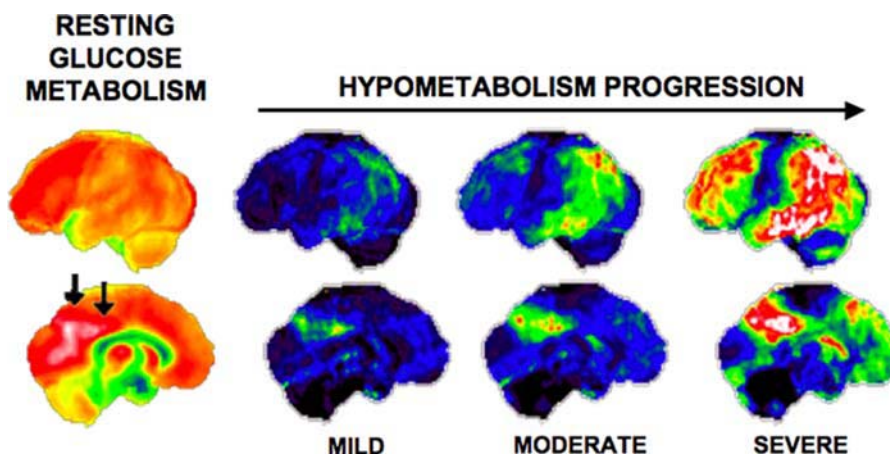 RESTING
GLUCOSE
METABOLISM
HYPOMETABOLISM PROGRESSION
MILD
MODERATE
SEVERE